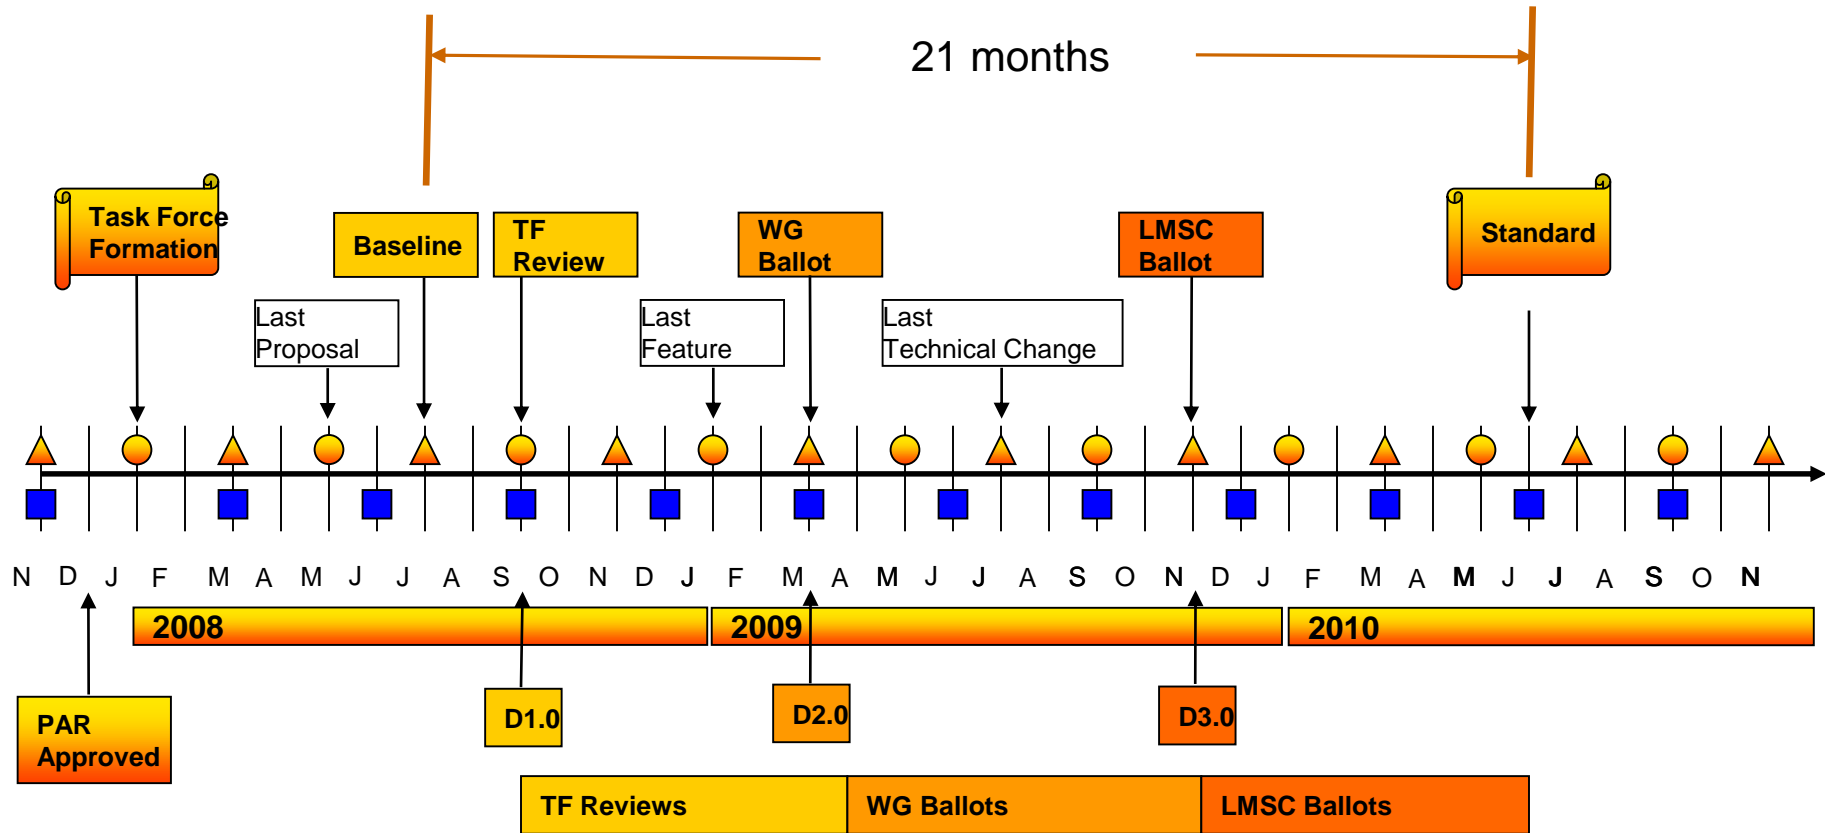 21 months
Task Force
Formation
Baseline
TF
Review
WG
Ballot
LMSC
Ballot
Standard
Last
Proposal
Last
Feature
Last
Technical Change
N D J F M A M J J A S O N D J F M A M J J A S O N D J F M A M J J A S O N
2008
2009
2010
PAR
Approved
D1.0
D2.0
D3.0
TF Reviews
WG Ballots
LMSC Ballots